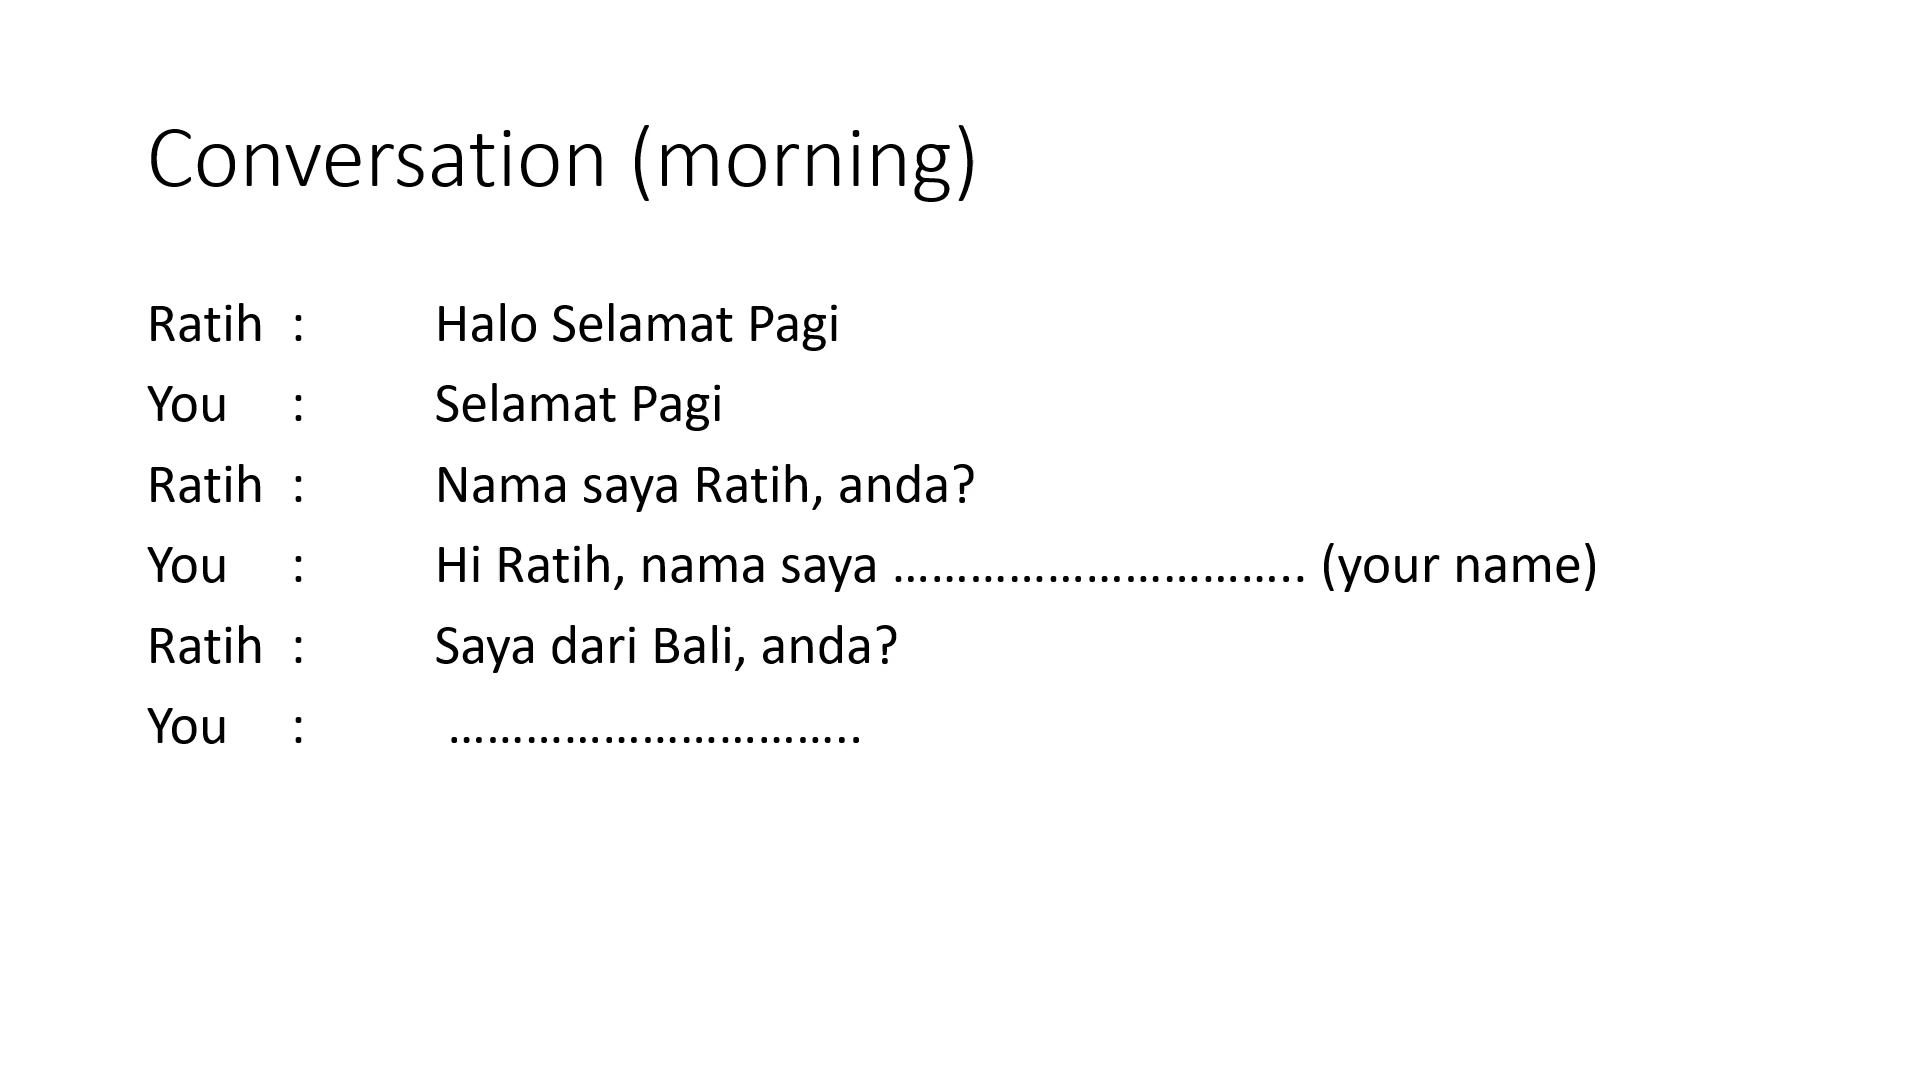 Conversation (morning)
Ratih : Halo Selamat Pagi
You : Selamat Pagi
Ratih : Nama saya Ratih, anda?
You : Hi Ratih, nama saya ………………………….. (your name)
Ratih : Saya dari Bali, anda?
You : …………………………..